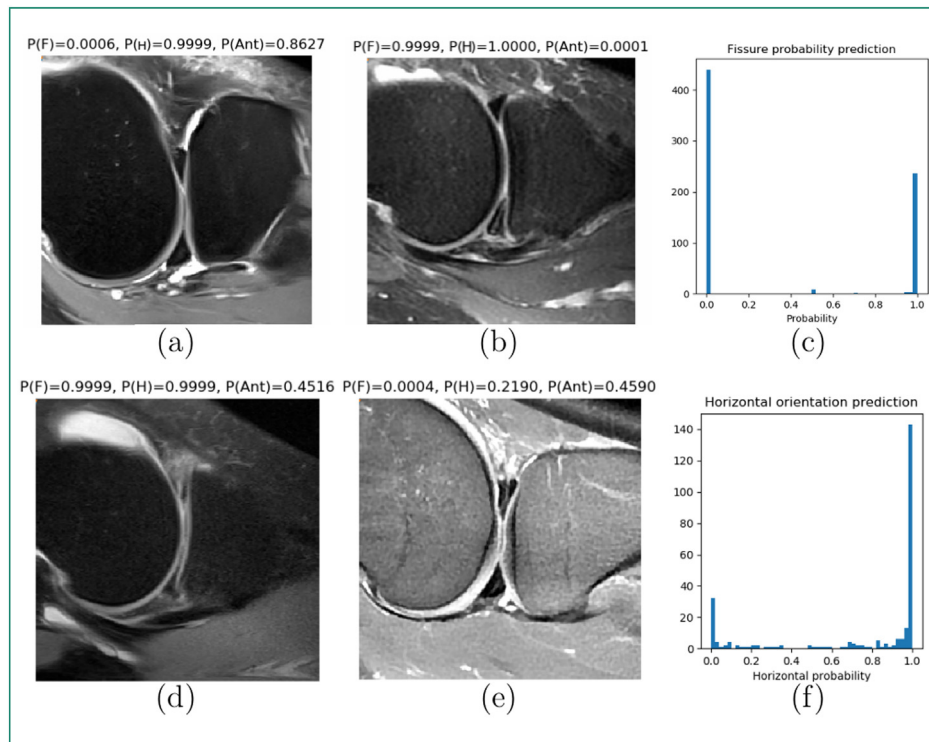 P(F)=0.0006, P(H)=0.9999, P(Ant)=0.8627
P(F)=0.9999, P(H)=1.0000, P(Ant)=0.0001
Fissure probability prediction
400
300
200
100
0
0.0 0.2 0.4 0.6 0.8 1.0
Probability
(a) (b) (c)
P(F)=0.9999, P(H)=0.9999, P(Ant)=0.4516
P(F)=0.0004, P(H)=0.2190, P(Ant)=0.4590
Horizontal orientation prediction
140
120
100
80
60
40
20
0
0.0 0.2 0.4 0.6 0.8 1.0
Horizontal probability
(d) (e) (f)